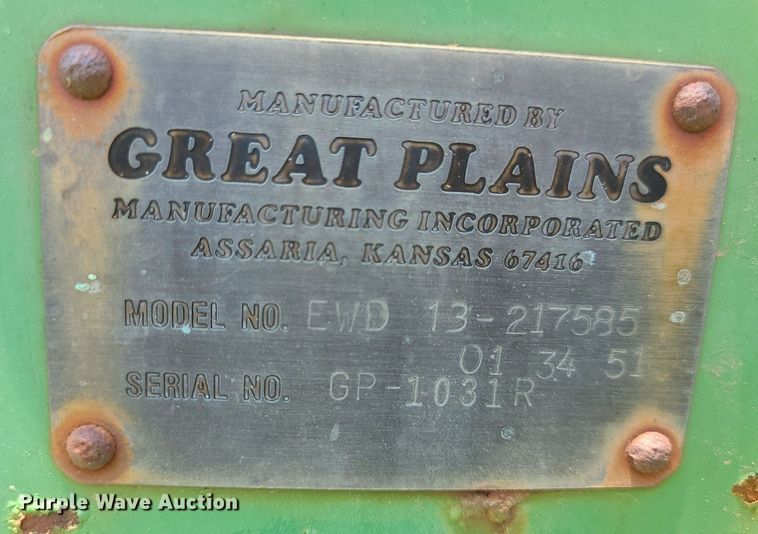 MANUFACTURED BY
GREAT PLAINS
MANUFACTURING INCORPORATED
ASSARIA, KANSAS 67416
MODEL NO. EWD 13-217585
01 34 51
SERIAL NO. GP-1031R
Purple Wave Auction